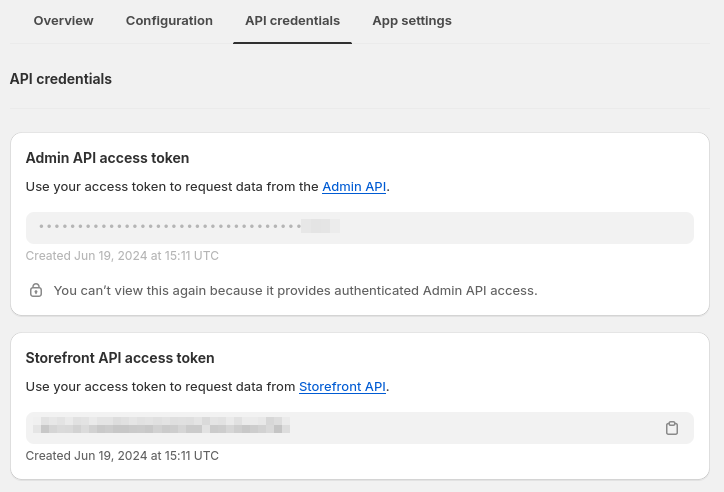 Overview Configuration API credentials App settings
API credentials
Admin API access token
Use your access token to request data from the Admin API.
Created Jun 19, 2024 at 15:11 UTC
You can’t view this again because it provides authenticated Admin API access.
Storefront API access token
Use your access token to request data from Storefront API.
Created Jun 19, 2024 at 15:11 UTC